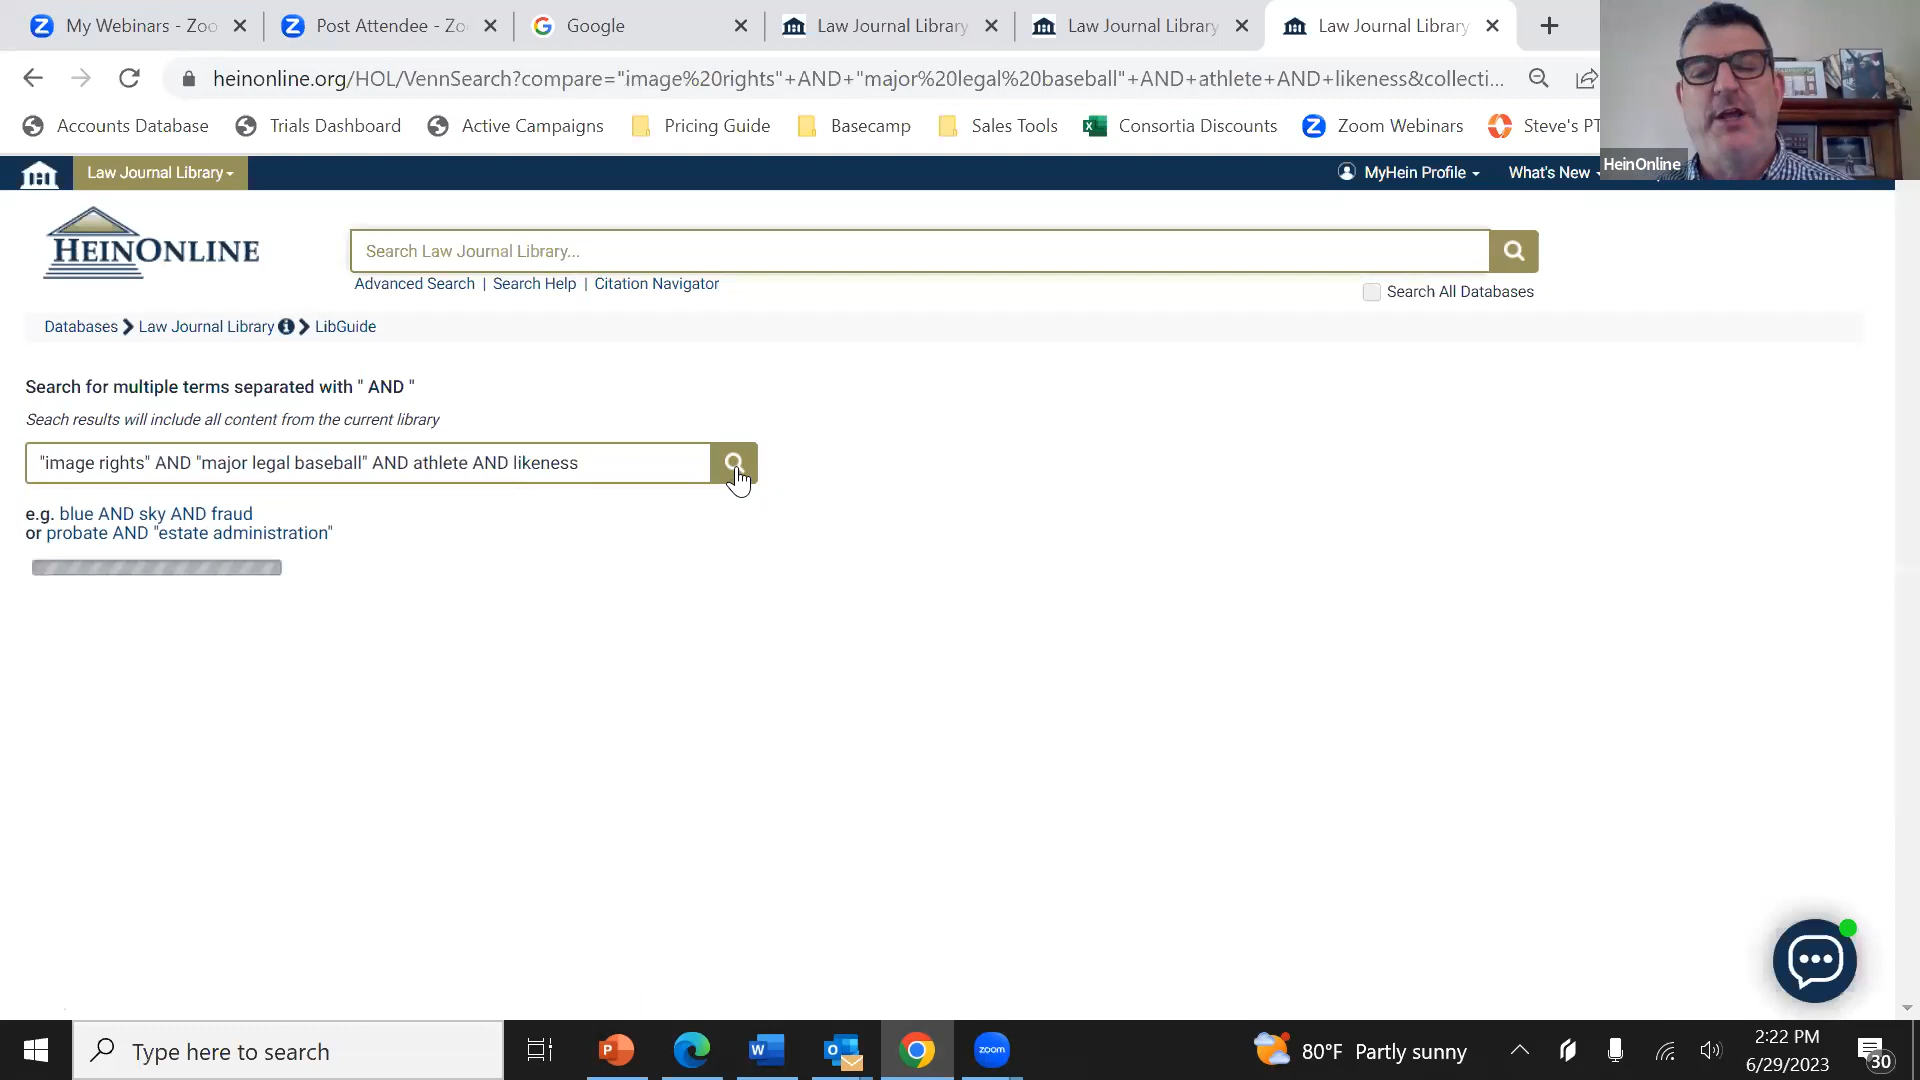 My Webinars - Zoo
Post Attendee - Zo
Google
Law Journal Library
Law Journal Library
Law Journal Library
heinonline.org/HOL/VennSearch?compare="image%20rights"+AND+"major%20legal%20baseball"+AND+athlete+AND+likeness&collecti...
Accounts Database
Trials Dashboard
Active Campaigns
Pricing Guide
Basecamp
Sales Tools
Consortia Discounts
Zoom Webinars
Steve's PT
HeinOnline
Law Journal Library
MyHein Profile
What's New
HEINONLINE
Search Law Journal Library...
Advanced Search | Search Help | Citation Navigator
Search All Databases
Databases
Law Journal Library
LibGuide
Search for multiple terms separated with " AND "
Seach results will include all content from the current library
"image rights" AND "major legal baseball" AND athlete AND likeness
e.g. blue AND sky AND fraud
or probate AND "estate administration"
Type here to search
zoom
80°F Partly sunny
2:22 PM
6/29/2023
30